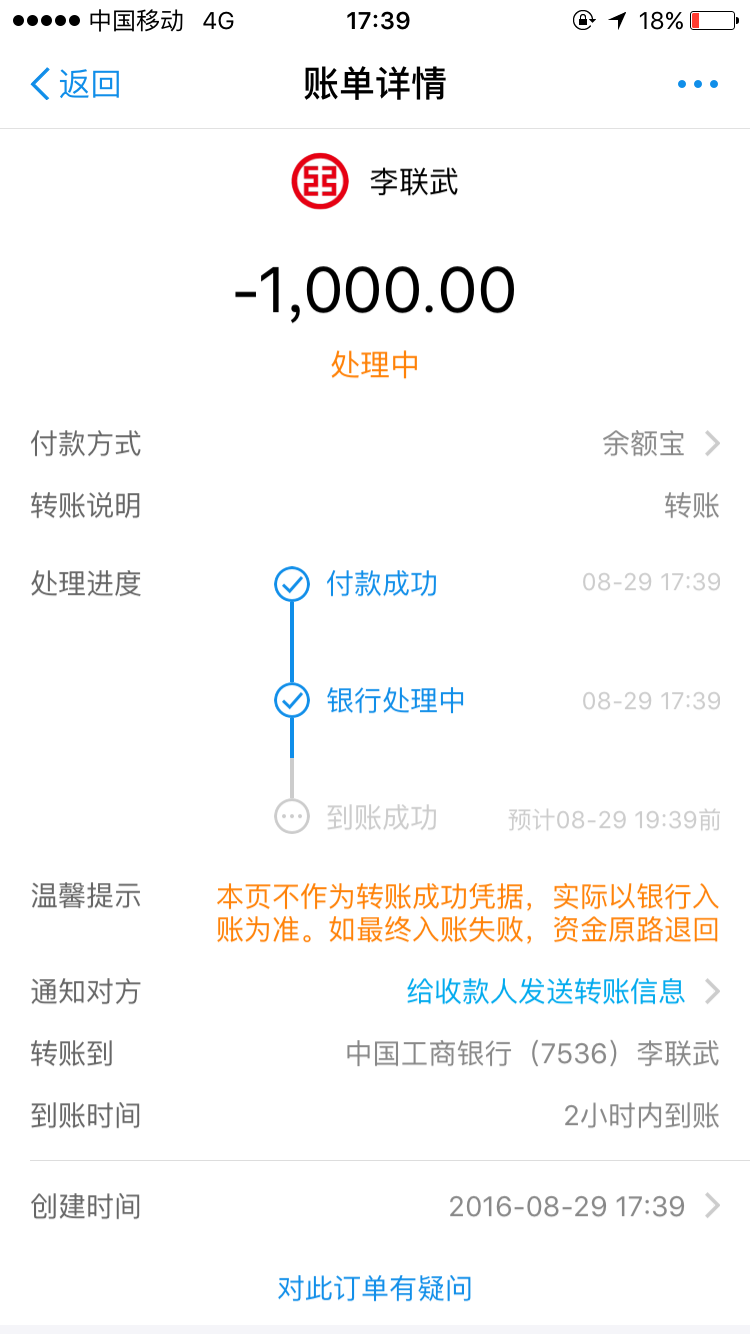 中国移动 4G 17:39 18%
返回 账单详情
李联武
-1,000.00
处理中
付款方式 余额宝
转账说明 转账
处理进度 付款成功 08-29 17:39
银行处理中 08-29 17:39
到账成功 预计08-29 19:39前
温馨提示 本页不作为转账成功凭据，实际以银行入
账为准。如最终入账失败，资金原路退回
通知对方 给收款人发送转账信息
转账到 中国工商银行（7536）李联武
到账时间 2小时内到账
创建时间 2016-08-29 17:39
对此订单有疑问